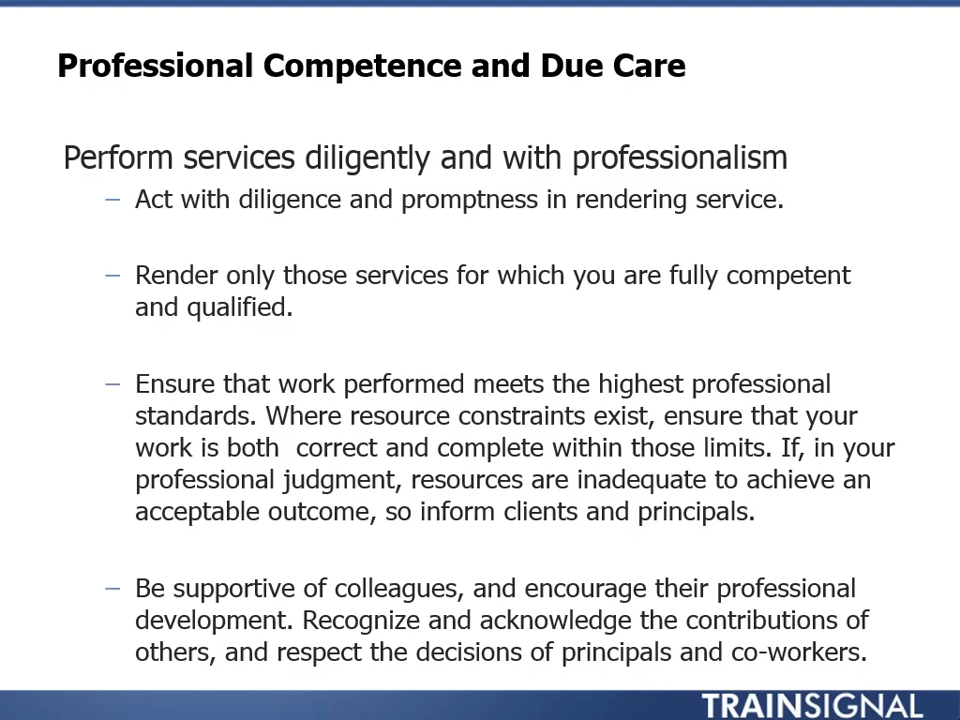 Professional Competence and Due Care
Perform services diligently and with professionalism
– Act with diligence and promptness in rendering service.
– Render only those services for which you are fully competent
and qualified.
– Ensure that work performed meets the highest professional
standards. Where resource constraints exist, ensure that your
work is both  correct and complete within those limits. If, in your
professional judgment, resources are inadequate to achieve an
acceptable outcome, so inform clients and principals.
– Be supportive of colleagues, and encourage their professional
development. Recognize and acknowledge the contributions of
others, and respect the decisions of principals and co-workers.
TRAINSIGNAL